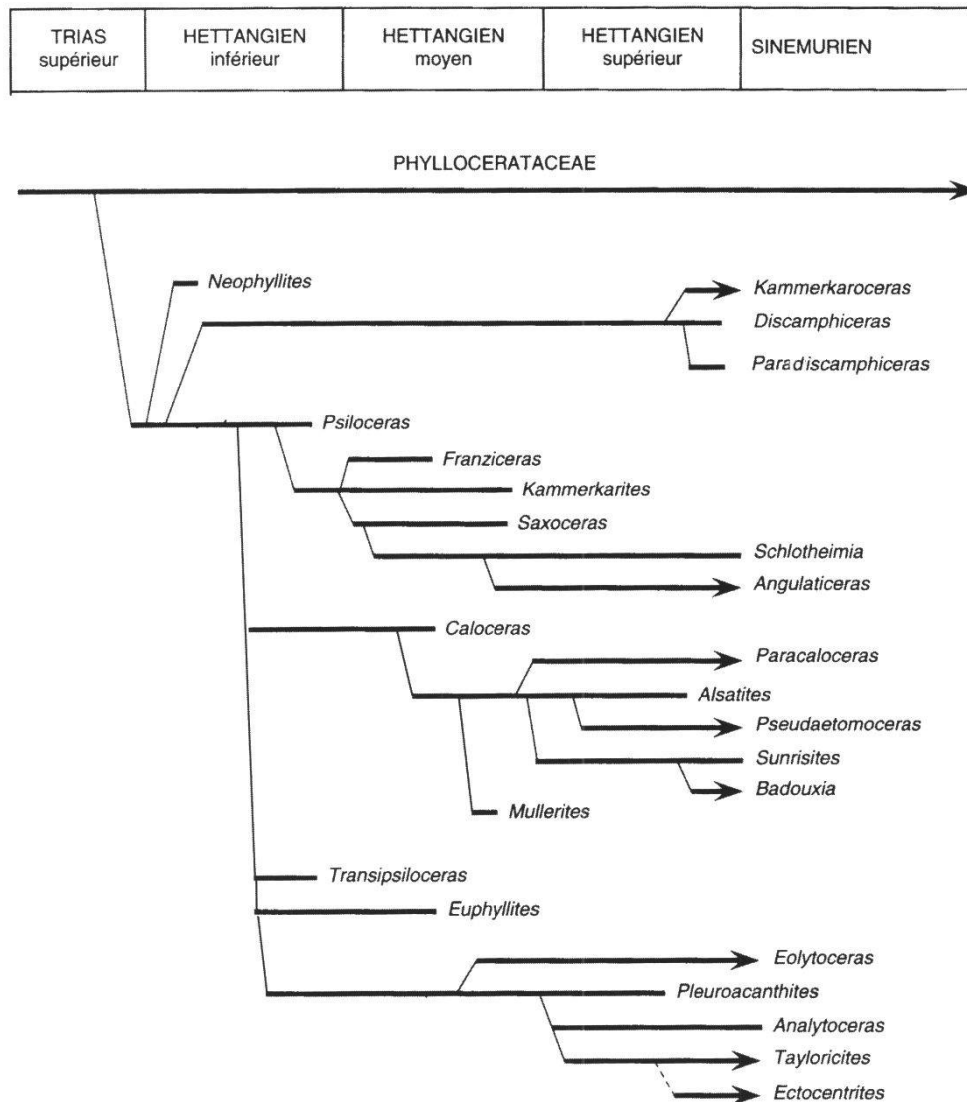 TRIAS
supérieur
HETTANGIEN
inférieur
HETTANGIEN
moyen
HETTANGIEN
supérieur
SINEMURIEN
PHYLLOCERATACEAE
Neophyllites
Kammerkaroceras
Discamphiceras
Paradiscamphiceras
Psiloceras
Franziceras
Kammerkarites
Saxoceras
Schlotheimia
Angulaticeras
Caloceras
Paracaloceras
Alsatites
Pseudaetomoceras
Sunrisites
Badouxia
Mullerites
Transipsiloceras
Euphyllites
Eolytoceras
Pleuroacanthites
Analytoceras
Tayloricites
Ectocentrites